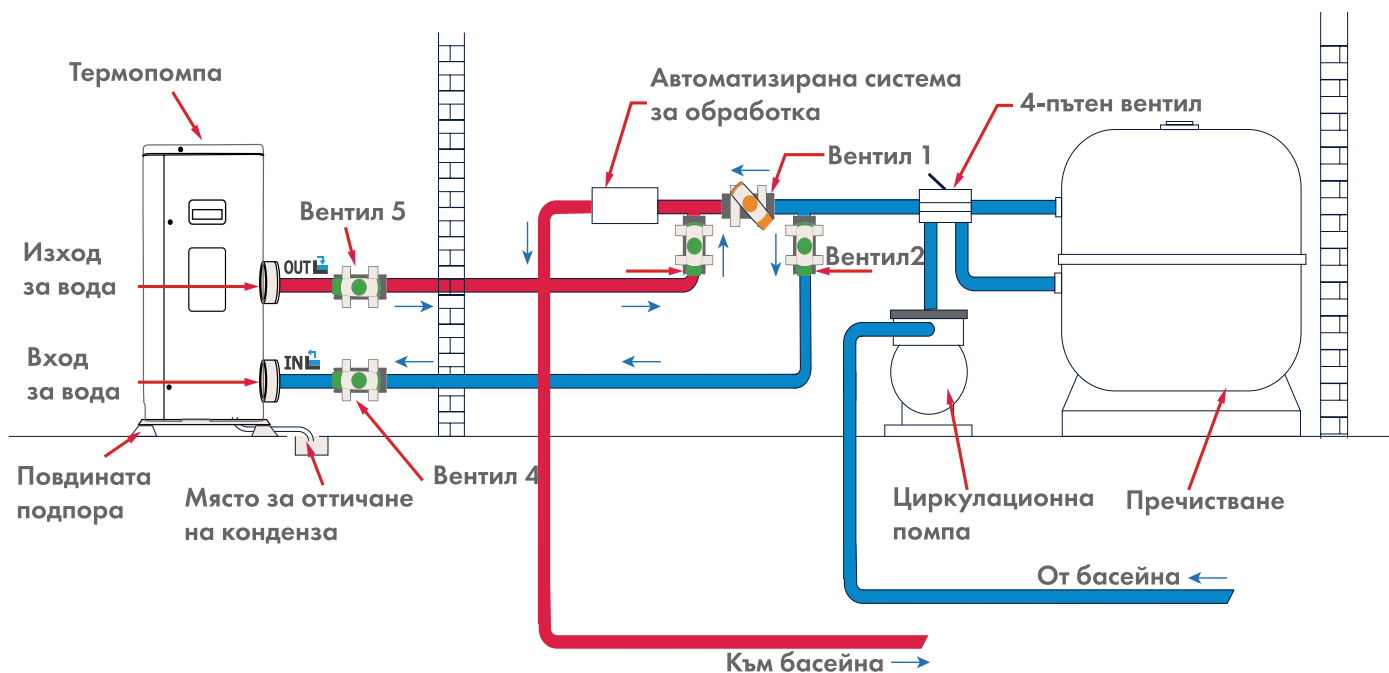 Термопомпа
Автоматизирана система
за обработка
4-пътен вентил
Вентил 1
Вентил 5
Изход
за вода
OUT
Вентил2
Вход
за вода
IN
Повдината
подпора
Място за оттичане
на конденза
Вентил 4
Циркулационна
помпа
Пречистване
От басейна
Към басейна